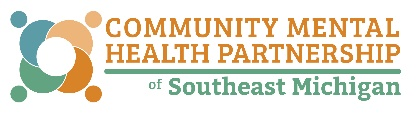 COMMUNITY MENTAL
HEALTH PARTNERSHIP
of Southeast Michigan